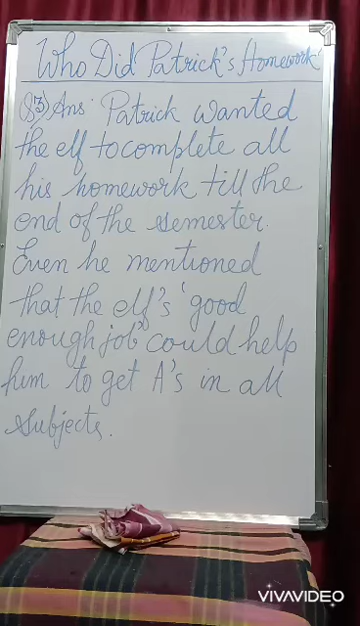 Who Did Patrick's Homework
Q3) Ans. Patrick wanted
the elf to complete all
his homework till the
end of the semester.
Even he mentioned
that the elf's 'good
enough job' could help
him to get A's in all
subjects.
VIVAVIDEO